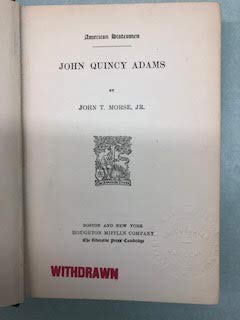 American Statesmen
JOHN QUINCY ADAMS
BY
JOHN T. MORSE, JR.
BOSTON AND NEW YORK
HOUGHTON MIFFLIN COMPANY
The Riverside Press Cambridge
WITHDRAWN